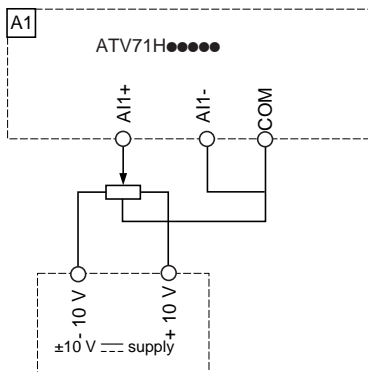 A1
ATV71H●●●●●
AI1+
AI1-
COM
- 10 V
+ 10 V
±10 V ⎓ supply